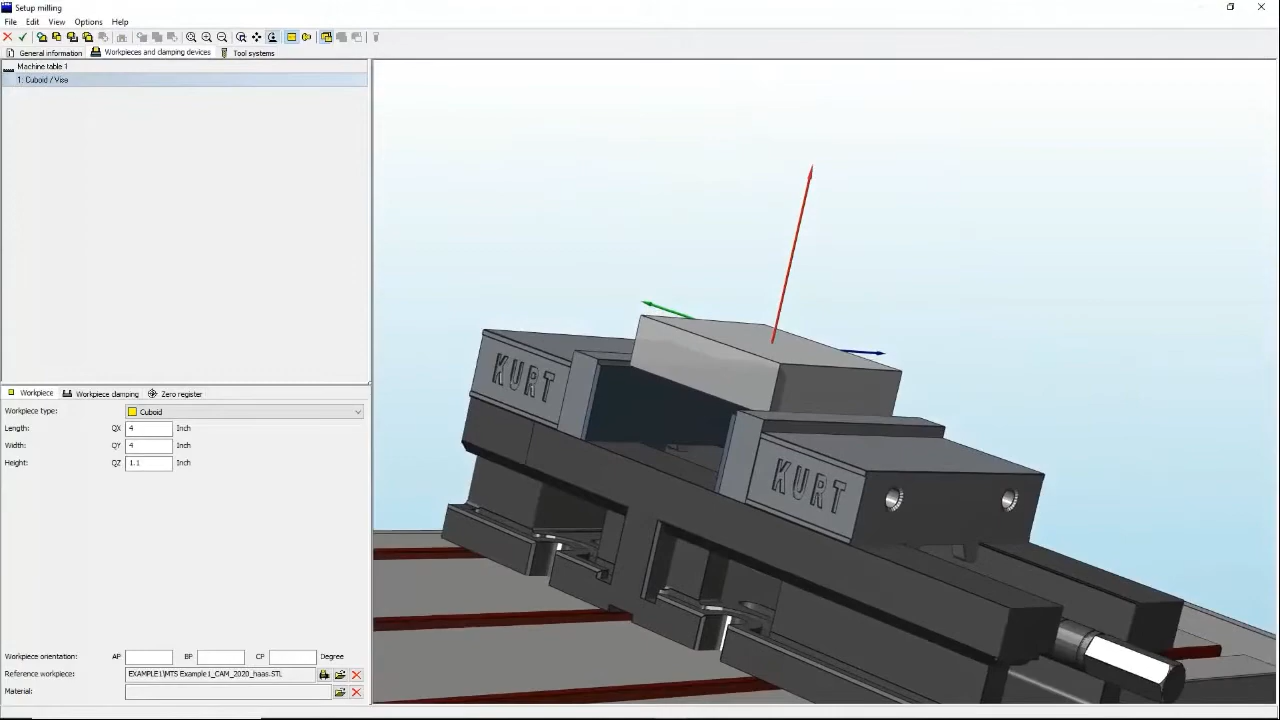 Setup milling
File Edit View Options Help
General information Workpieces and clamping devices Tool systems
Machine table 1
1: Cuboid / Vise
Workpiece Workpiece clamping Zero register
Workpiece type: Cuboid
Length: QX 4 Inch
Width: QY 4 Inch
Height: QZ 1.1 Inch
KURT
KURT
Workpiece orientation: AP BP CP Degree
Reference workpiece: EXAMPLE1\MTS Example1_CAM_2020_haas.STL
Material: